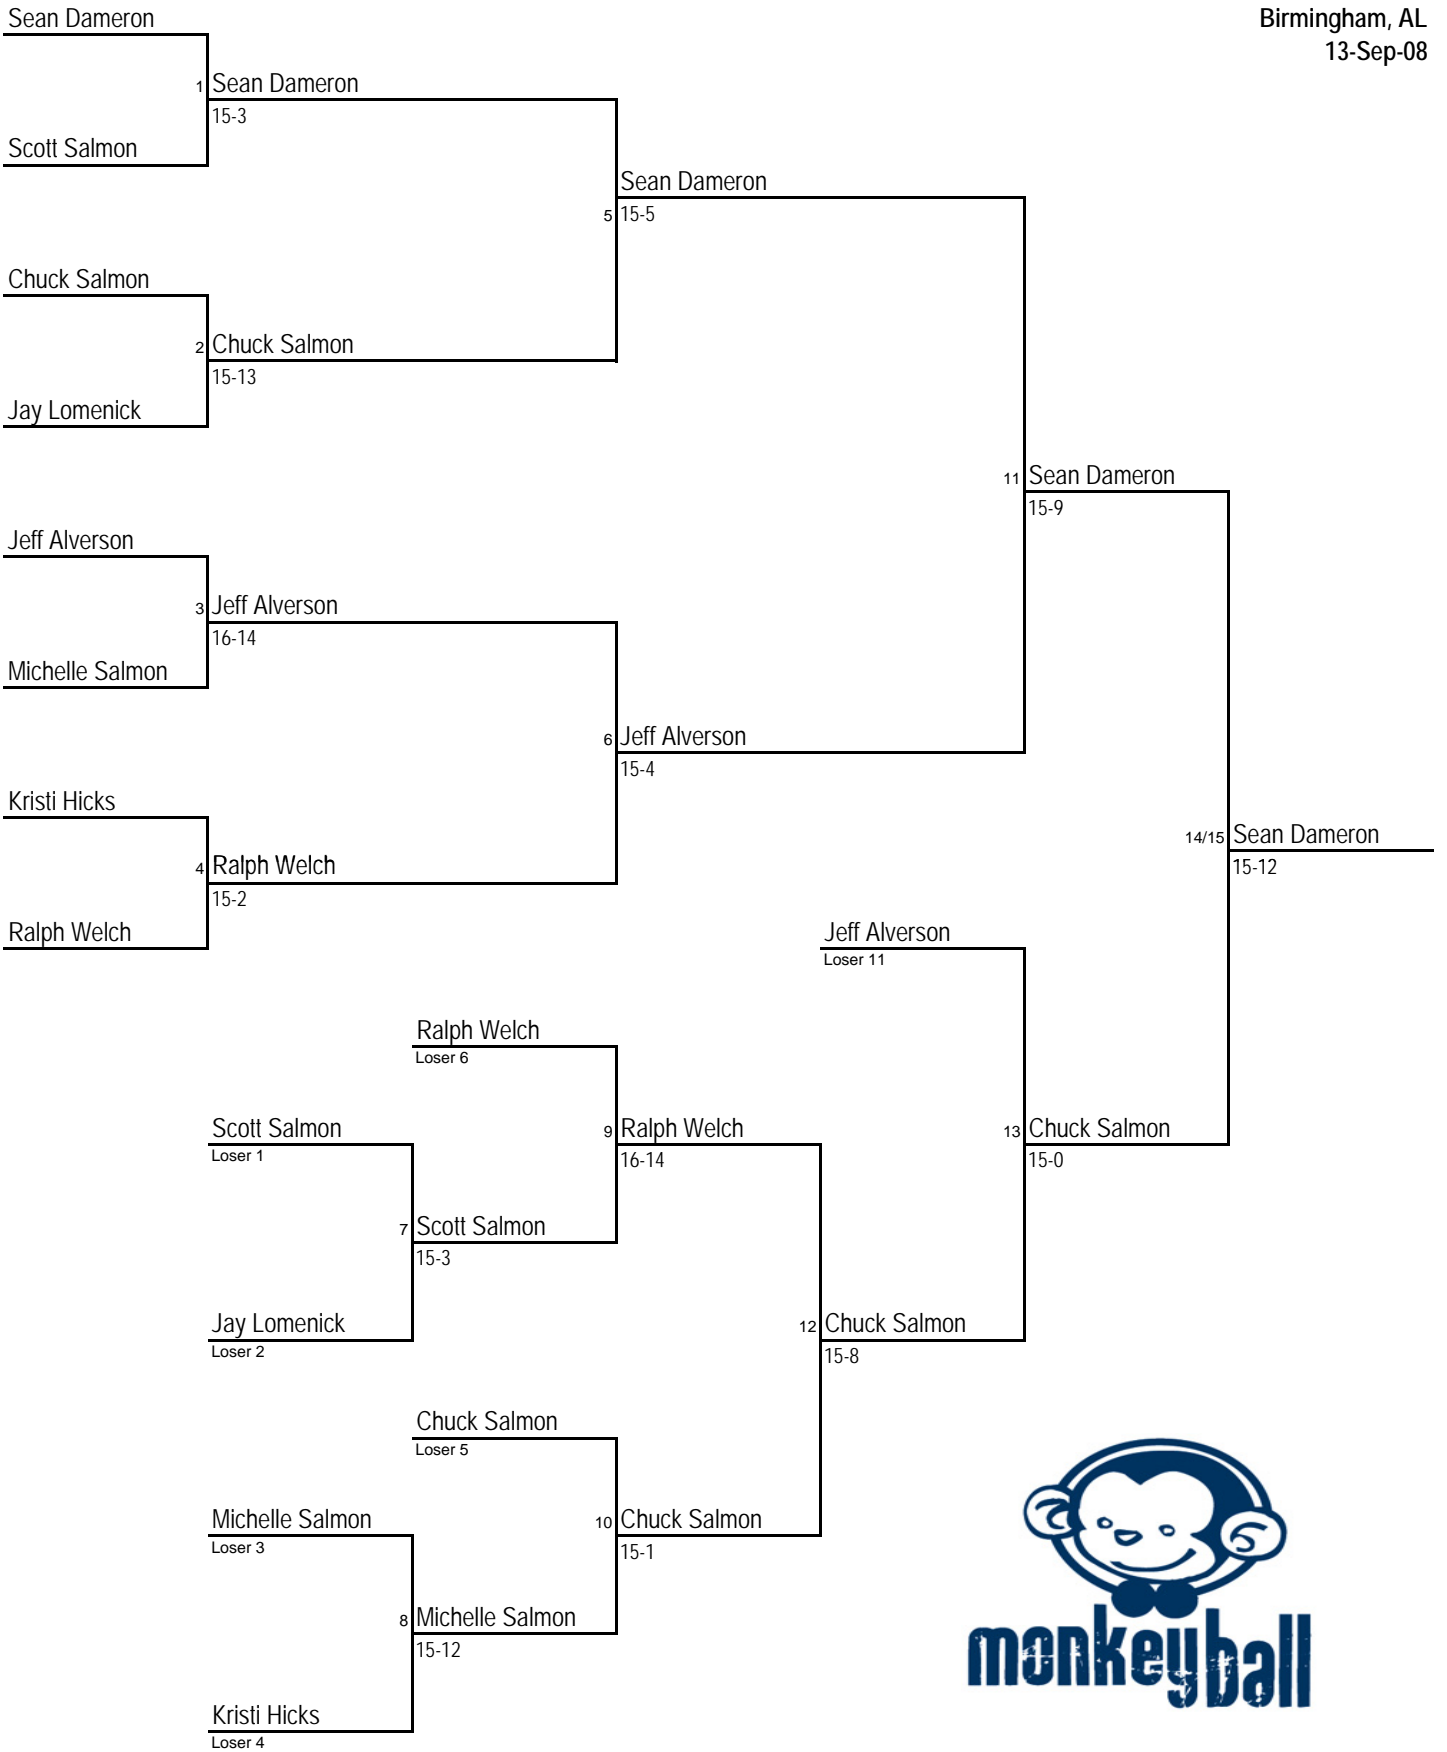 Sean Dameron
Birmingham, AL
13-Sep-08
1 Sean Dameron
15-3
Scott Salmon
Sean Dameron
5 15-5
Chuck Salmon
2 Chuck Salmon
15-13
Jay Lomenick
11 Sean Dameron
15-9
Jeff Alverson
3 Jeff Alverson
16-14
Michelle Salmon
6 Jeff Alverson
15-4
Kristi Hicks
14/15 Sean Dameron
15-12
4 Ralph Welch
15-2
Ralph Welch
Jeff Alverson
Loser 11
Ralph Welch
Loser 6
Scott Salmon
Loser 1
9 Ralph Welch
16-14
13 Chuck Salmon
15-0
7 Scott Salmon
15-3
Jay Lomenick
Loser 2
12 Chuck Salmon
15-8
Chuck Salmon
Loser 5
Michelle Salmon
Loser 3
10 Chuck Salmon
15-1
8 Michelle Salmon
15-12
Kristi Hicks
Loser 4
monkeyball